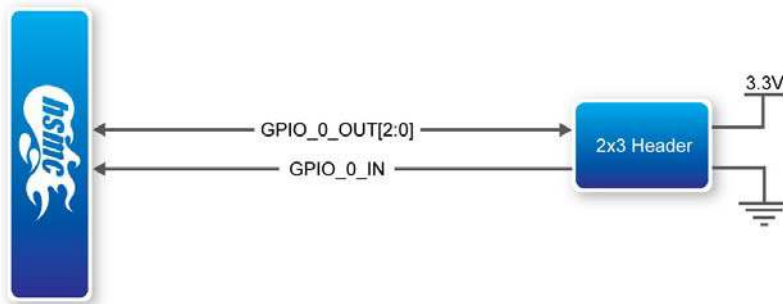 hsmc
3.3V
GPIO_0_OUT[2:0]
2x3 Header
GPIO_0_IN